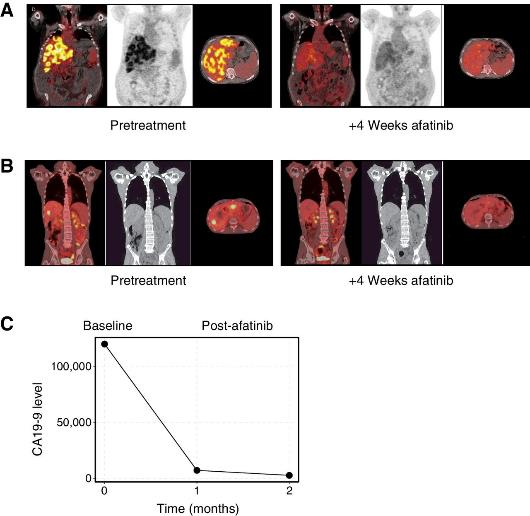 A
Pretreatment
+4 Weeks afatinib
B
Pretreatment
+4 Weeks afatinib
C
Baseline
Post-afatinib
CA19-9 level
100,000
50,000
0
0
1
2
Time (months)